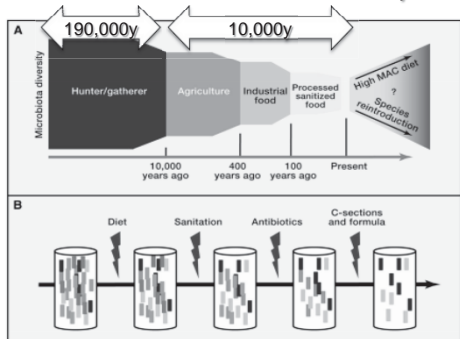 190,000y
10,000y
A
Microbiota diversity
Hunter/gatherer
Agriculture
Industrial
food
Processed
sanitized
food
High MAC diet
?
Species
reintroduction
10,000
years ago
400
years ago
100
years ago
Present
B
Diet
Sanitation
Antibiotics
C-sections
and formula